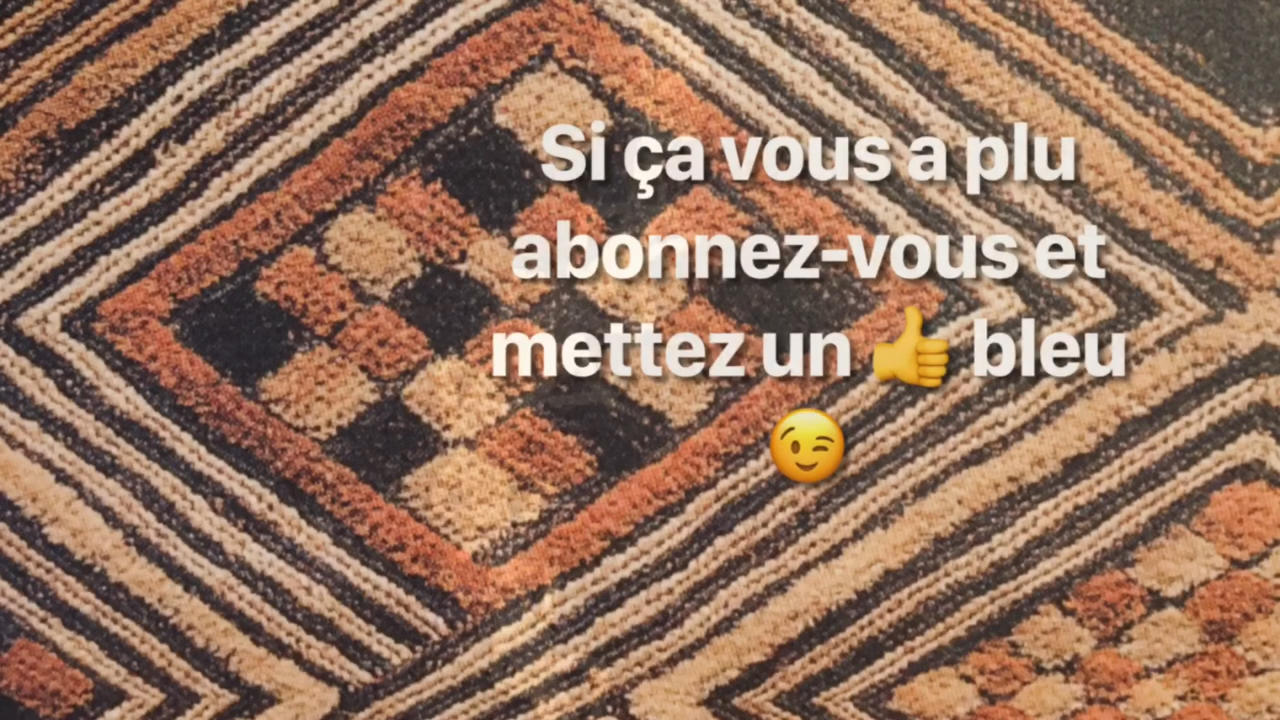 Si ça vous a plu
abonnez-vous et
mettez un 👍 bleu
😉